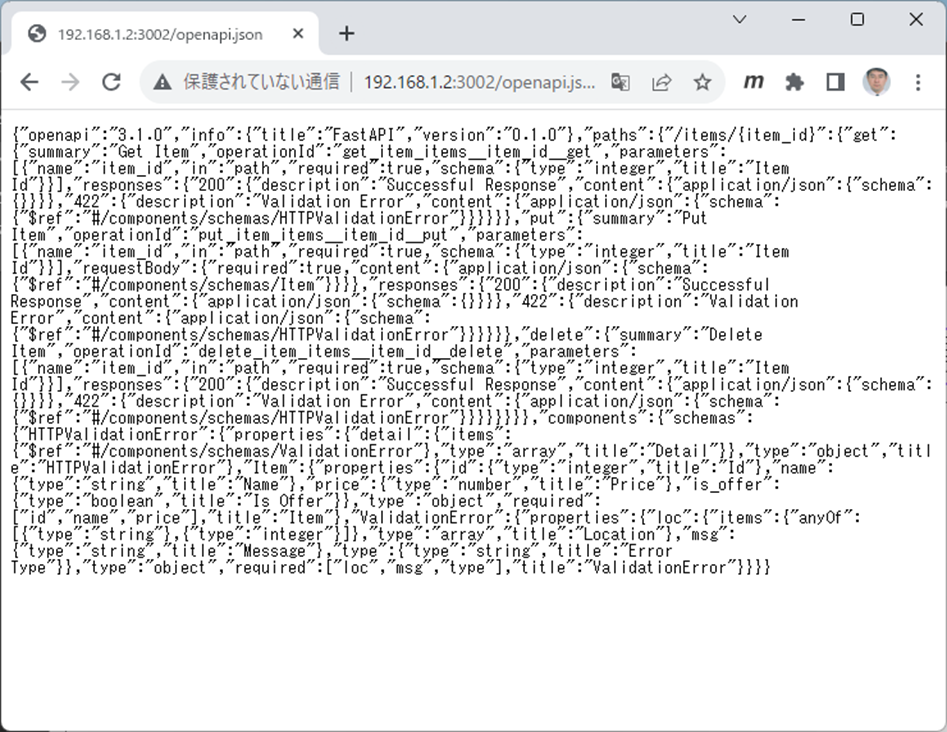 192.168.1.2:3002/openapi.json
保護されていない通信 192.168.1.2:3002/openapi.js... m
{"openapi":"3.1.0","info":{"title":"FastAPI","version":"0.1.0"},"paths":{"/items/{item_id}":{"get":
{"summary":"Get Item","operationId":"get_item_items__item_id__get","parameters":
[{"name":"item_id","in":"path","required":true,"schema":{"type":"integer","title":"Item
Id"}}],"responses":{"200":{"description":"Successful Response","content":{"application/json":{"schema":
{}}}},"422":{"description":"Validation Error","content":{"application/json":{"schema":
{"$ref":"#/components/schemas/HTTPValidationError"}}}}}},"put":{"summary":"Put
Item","operationId":"put_item_items__item_id__put","parameters":
[{"name":"item_id","in":"path","required":true,"schema":{"type":"integer","title":"Item
Id"}}],"requestBody":{"required":true,"content":{"application/json":{"schema":
{"$ref":"#/components/schemas/Item"}}}},"responses":{"200":{"description":"Successful
Response","content":{"application/json":{"schema":{}}}},"422":{"description":"Validation
Error","content":{"application/json":{"schema":
{"$ref":"#/components/schemas/HTTPValidationError"}}}}}},"delete":{"summary":"Delete
Item","operationId":"delete_item_items__item_id__delete","parameters":
[{"name":"item_id","in":"path","required":true,"schema":{"type":"integer","title":"Item
Id"}}],"responses":{"200":{"description":"Successful Response","content":{"application/json":{"schema":
{}}}},"422":{"description":"Validation Error","content":{"application/json":{"schema":
{"$ref":"#/components/schemas/HTTPValidationError"}}}}}}}},"components":{"schemas":
{"HTTPValidationError":{"properties":{"detail":{"items":
{"$ref":"#/components/schemas/ValidationError"},"type":"array","title":"Detail"}},"type":"object","titl
e":"HTTPValidationError"},"Item":{"properties":{"id":{"type":"integer","title":"Id"},"name":
{"type":"string","title":"Name"},"price":{"type":"number","title":"Price"},"is_offer":
{"type":"boolean","title":"Is Offer"}},"type":"object","required":
["id","name","price"],"title":"Item"},"ValidationError":{"properties":{"loc":{"items":{"anyOf":
[{"type":"string"},{"type":"integer"}]},"type":"array","title":"Location"},"msg":
{"type":"string","title":"Message"},"type":{"type":"string","title":"Error
Type"}},"type":"object","required":["loc","msg","type"],"title":"ValidationError"}}}}